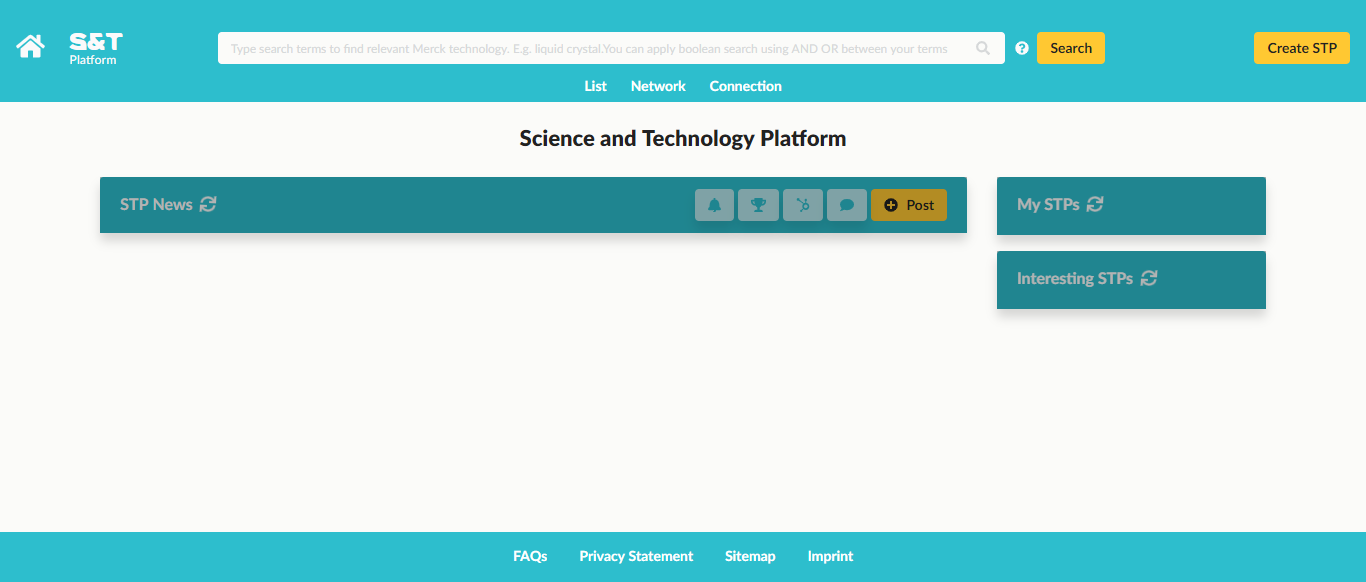 S&T
Platform
Type search terms to find relevant Merck technology. E.g. liquid crystal.You can apply boolean search using AND OR between your terms
Search
Create STP
List Network Connection
Science and Technology Platform
STP News
Post
My STPs
Interesting STPs
FAQs Privacy Statement Sitemap Imprint